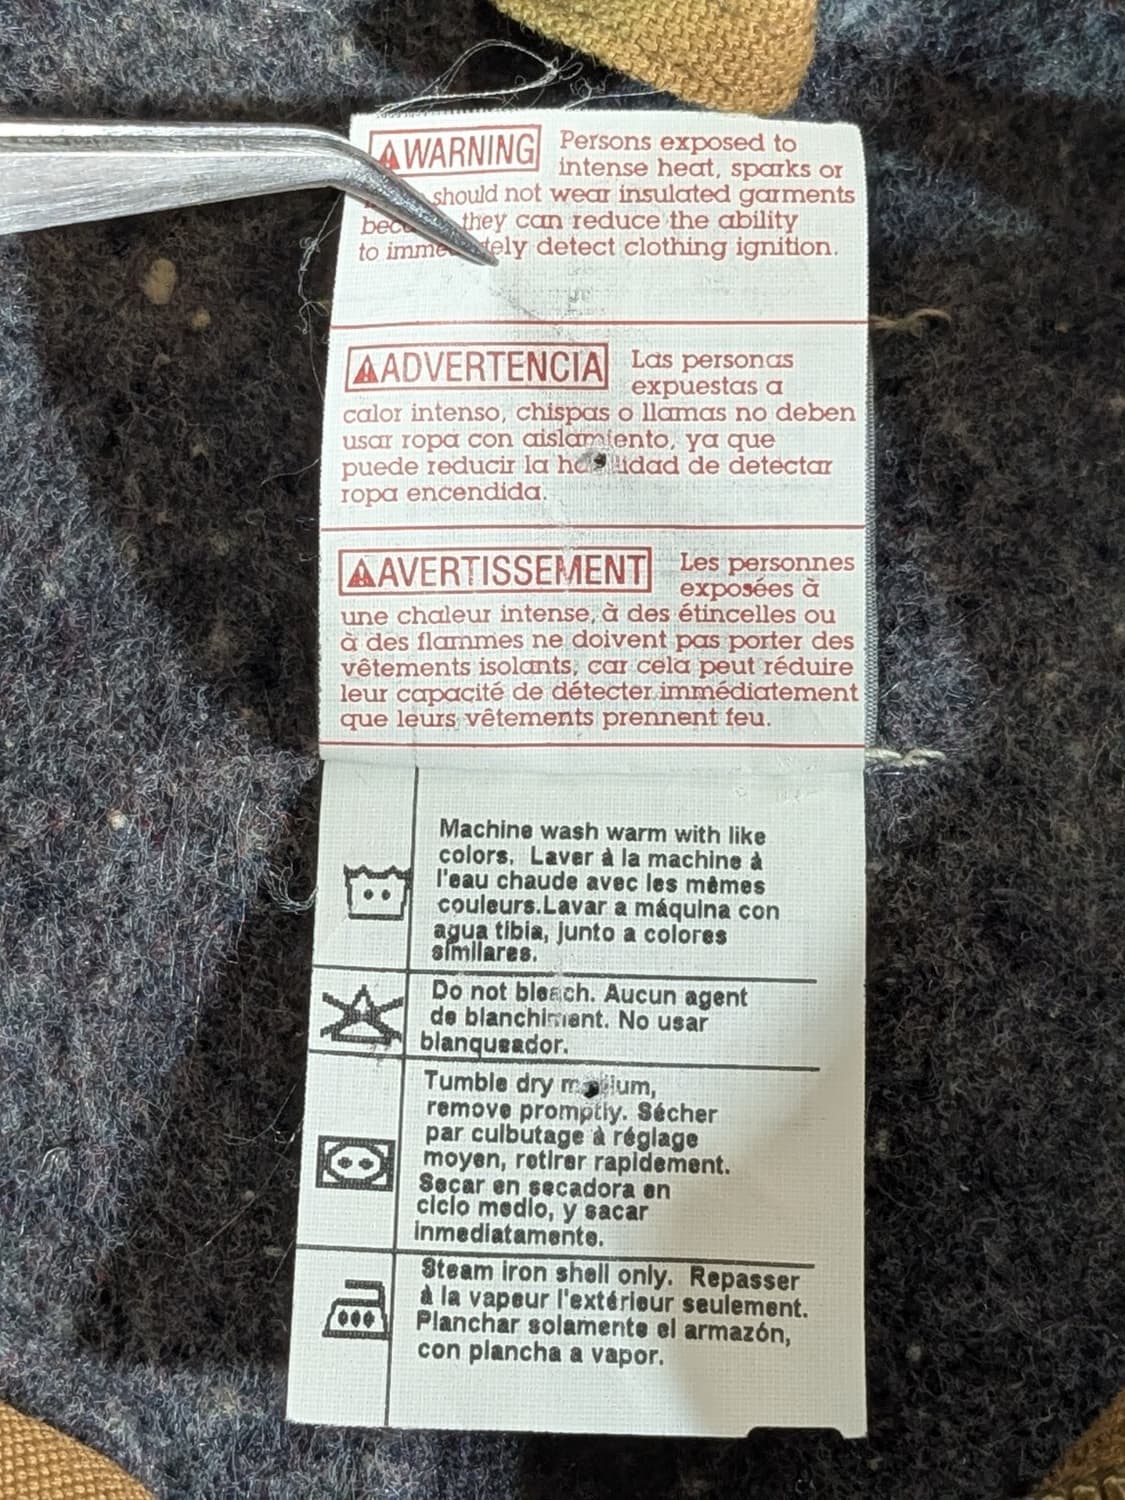 WARNING Persons exposed to
intense heat, sparks or
should not wear insulated garments
they can reduce the ability
to detect clothing ignition.
ADVERTENCIA Las personas
expuestas a
calor intenso, chispas o llamas no deben
usar ropa con aislamiento, ya que
puede reducir la de detectar
ropa encendida.
AVERTISSEMENT Les personnes
exposées à
une chaleur intense, à des étincelles ou
à des flammes ne doivent pas porter des
vêtements isolants, car cela peut réduire
leur capacité de détecter immédiatement
que leurs vêtements prennent feu.
Machine wash warm with like
colors. Laver à la machine à
l'eau chaude avec les mêmes
couleurs.Lavar a máquina con
agua tibia, junto a colores
similares.
Do not bleach. Aucun agent
de blanchiment. No usar
blanqueador.
Tumble dry medium,
remove promptly. Sécher
par culbutage à réglage
moyen, retirer rapidement.
Secar en secadora en
ciclo medio, y sacar
inmediatamente.
Steam iron shell only. Repasser
à la vapeur l'extérieur seulement.
Planchar solamente el armazón,
con plancha a vapor.